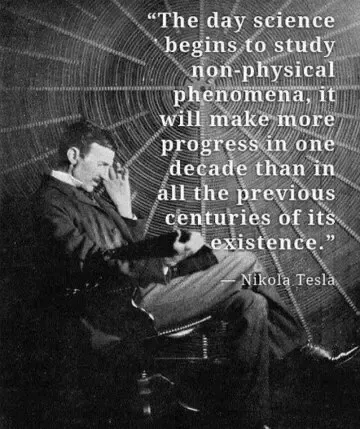 “The day science
begins to study
non-physical
phenomena, it
will make more
progress in one
decade than in
all the previous
centuries of its
existence.”
— Nikola Tesla